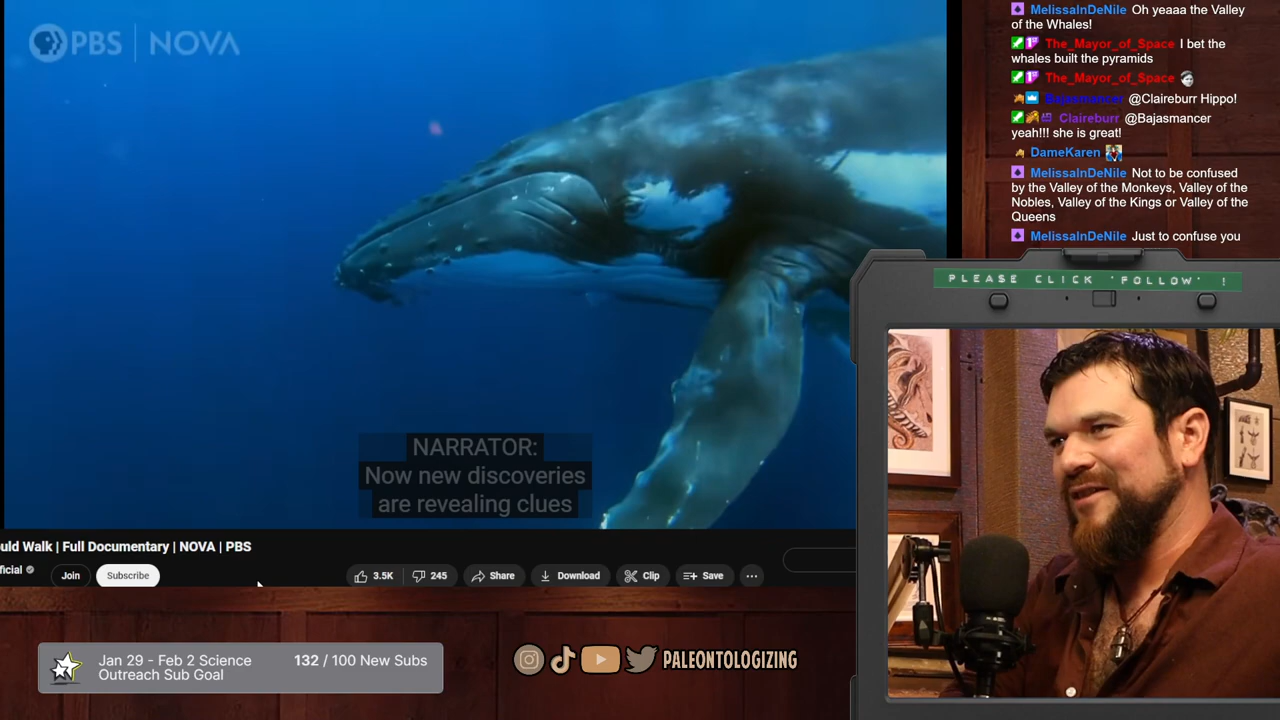 PBS | NOVA
NARRATOR:
Now new discoveries
are revealing clues
uld Walk | Full Documentary | NOVA | PBS
ficial
Join
Subscribe
3.5K
245
Share
Download
Clip
Save
MelissaInDeNile Oh yeaaa the Valley
of the Whales!
The_Mayor_of_Space I bet the
whales built the pyramids
The_Mayor_of_Space
Bajasmancer @Claireburr Hippo!
Claireburr @Bajasmancer
yeah!!! she is great!
DameKaren
MelissaInDeNile Not to be confused
by the Valley of the Monkeys, Valley of the
Nobles, Valley of the Kings or Valley of the
Queens
MelissaInDeNile Just to confuse you
PLEASE CLICK 'FOLLOW' !
Jan 29 - Feb 2 Science
Outreach Sub Goal
132 / 100 New Subs
PALEONTOLOGIZING